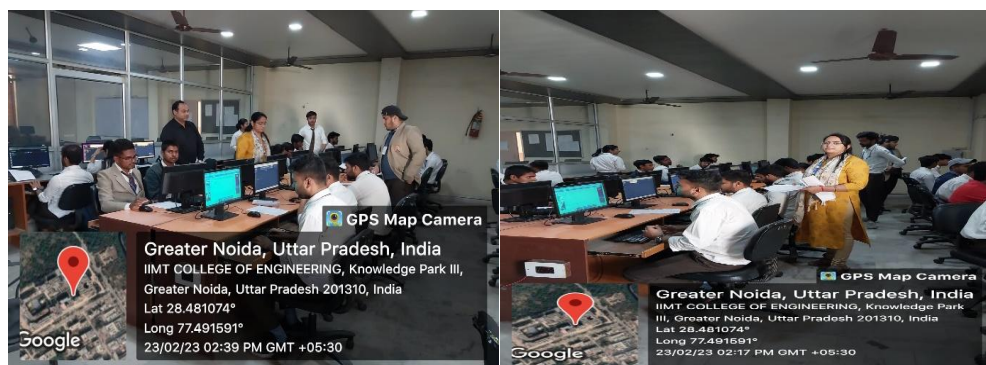 GPS Map Camera
Greater Noida, Uttar Pradesh, India
IIMT COLLEGE OF ENGINEERING, Knowledge Park III,
Greater Noida, Uttar Pradesh 201310, India
Lat 28.481074°
Long 77.491591°
23/02/23 02:39 PM GMT +05:30
Google
GPS Map Camera
Greater Noida, Uttar Pradesh, India
IIMT COLLEGE OF ENGINEERING, Knowledge Park
III, Greater Noida, Uttar Pradesh 201310, India
Lat 28.481074°
Long 77.491591°
23/02/23 02:17 PM GMT +05:30
Google